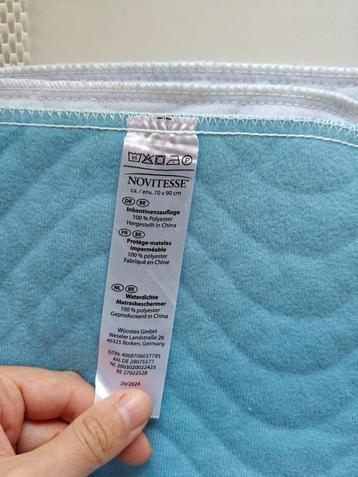 NOVITESSE®
ca. / env. 70 x 90 cm
DE BE
Inkontinenzauflage
100 % Polyester
Hergestellt in China
FR BE
Protège-matelas
imperméable
100 % polyester
Fabriqué en Chine
NL BE
Waterdichte
Matrasbeschermer
100 % polyester
Geproduceerd in China
Wücotex GmbH
Weseler Landstraße 26
46325 Borken, Germany
GTIN: 4068706037795
AN: DE 29075577
NL 2003020022425
BE 27022528
29/2024